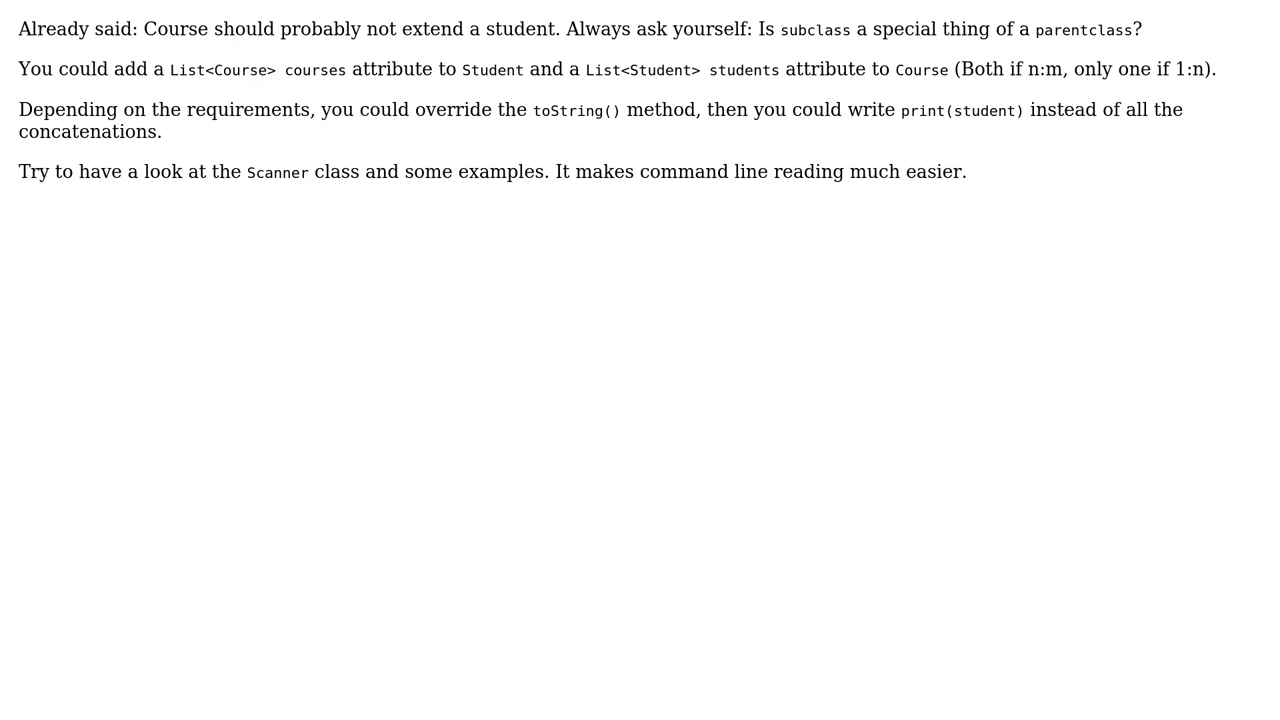 Already said: Course should probably not extend a student. Always ask yourself: Is subclass a special thing of a parentclass?
You could add a List<Course> courses attribute to Student and a List<Student> students attribute to Course (Both if n:m, only one if 1:n).
Depending on the requirements, you could override the toString() method, then you could write print(student) instead of all the
concatenations.
Try to have a look at the Scanner class and some examples. It makes command line reading much easier.